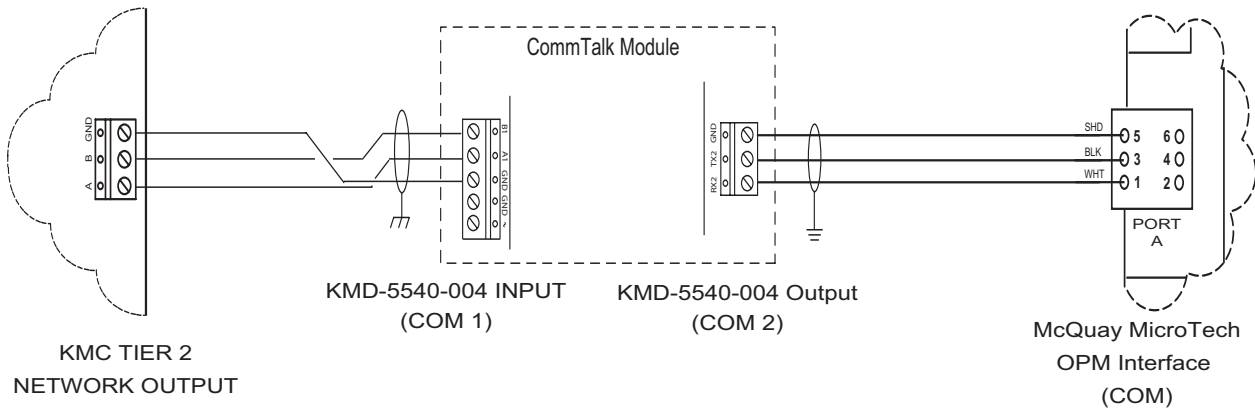 CommTalk Module
GND
B
A
B1
A1
GND
GND
~
GND
TX2
RX2
SHD
BLK
WHT
5 6
3 4
1 2
PORT
A
KMD-5540-004 INPUT
(COM 1)
KMD-5540-004 Output
(COM 2)
KMC TIER 2
NETWORK OUTPUT
McQuay MicroTech
OPM Interface
(COM)